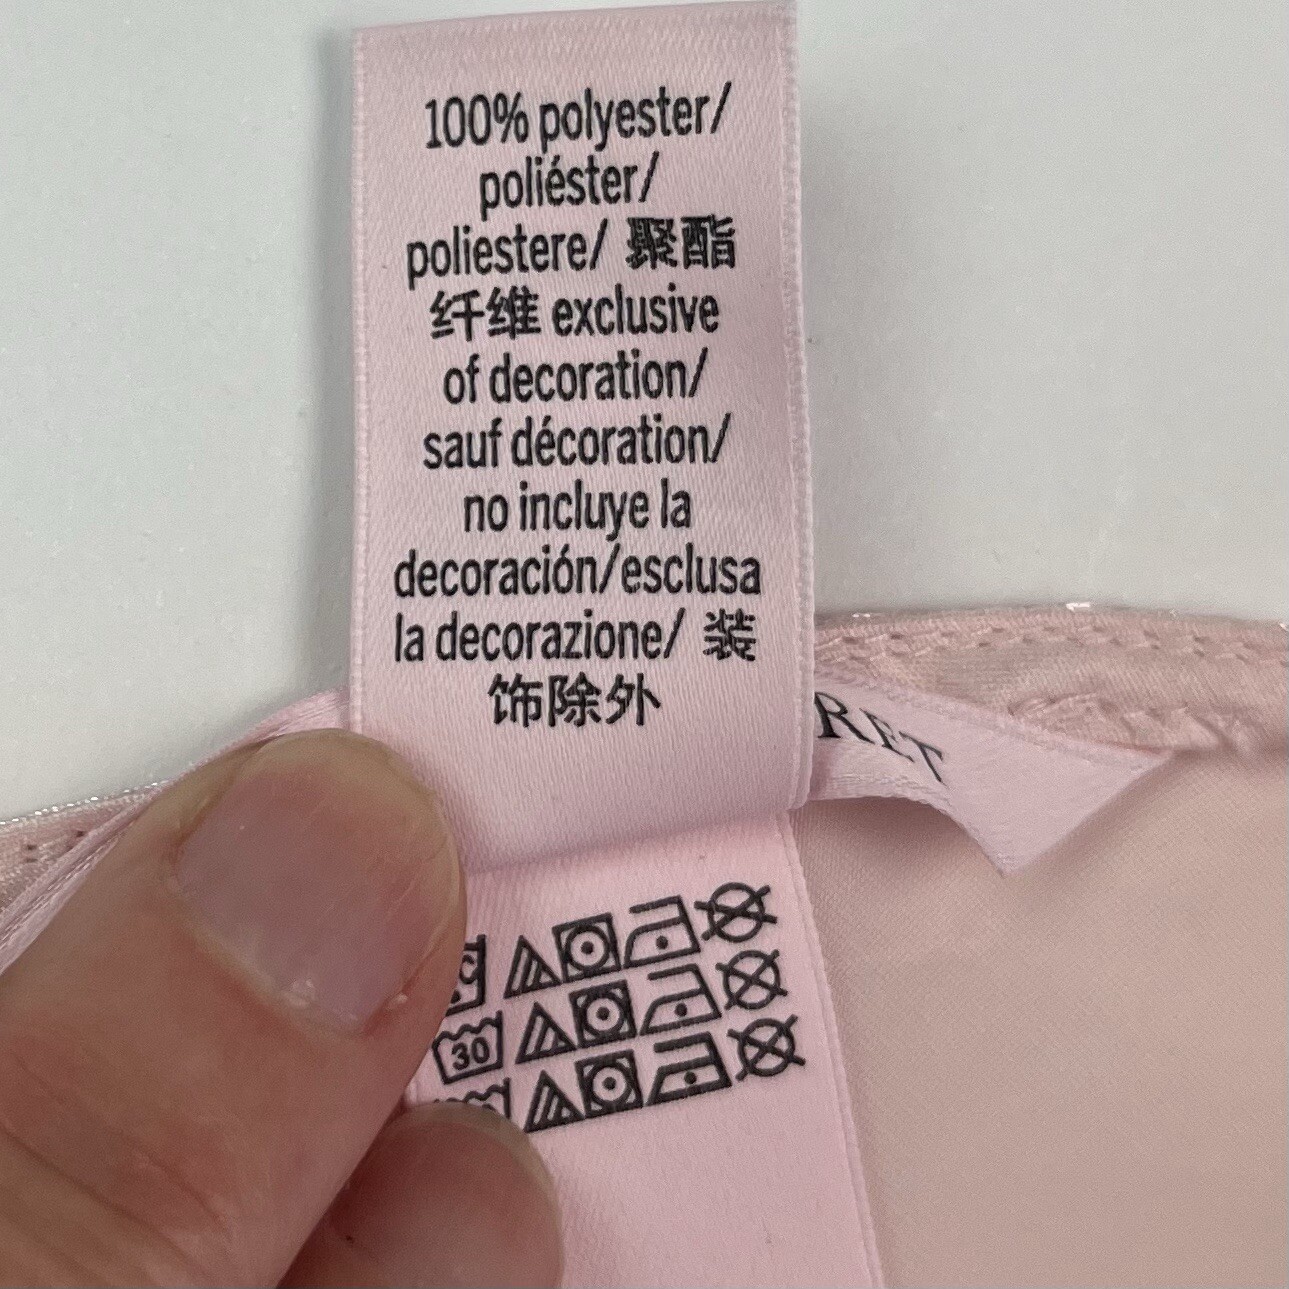 100% polyester/
poliéster/
poliestere/ 聚酯
纤维 exclusive
of decoration/
sauf décoration/
no incluye la
decoración/esclusa
la decorazione/ 装
饰除外
RET
30